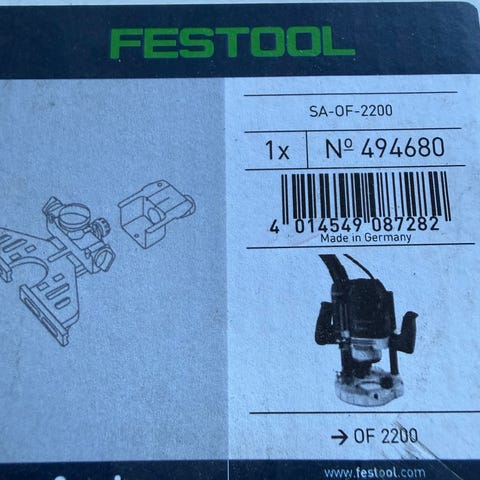 FESTOOL
SA-OF-2200
1x Nº 494680
4 014549 087282
Made in Germany
→ OF 2200
www.festool.com